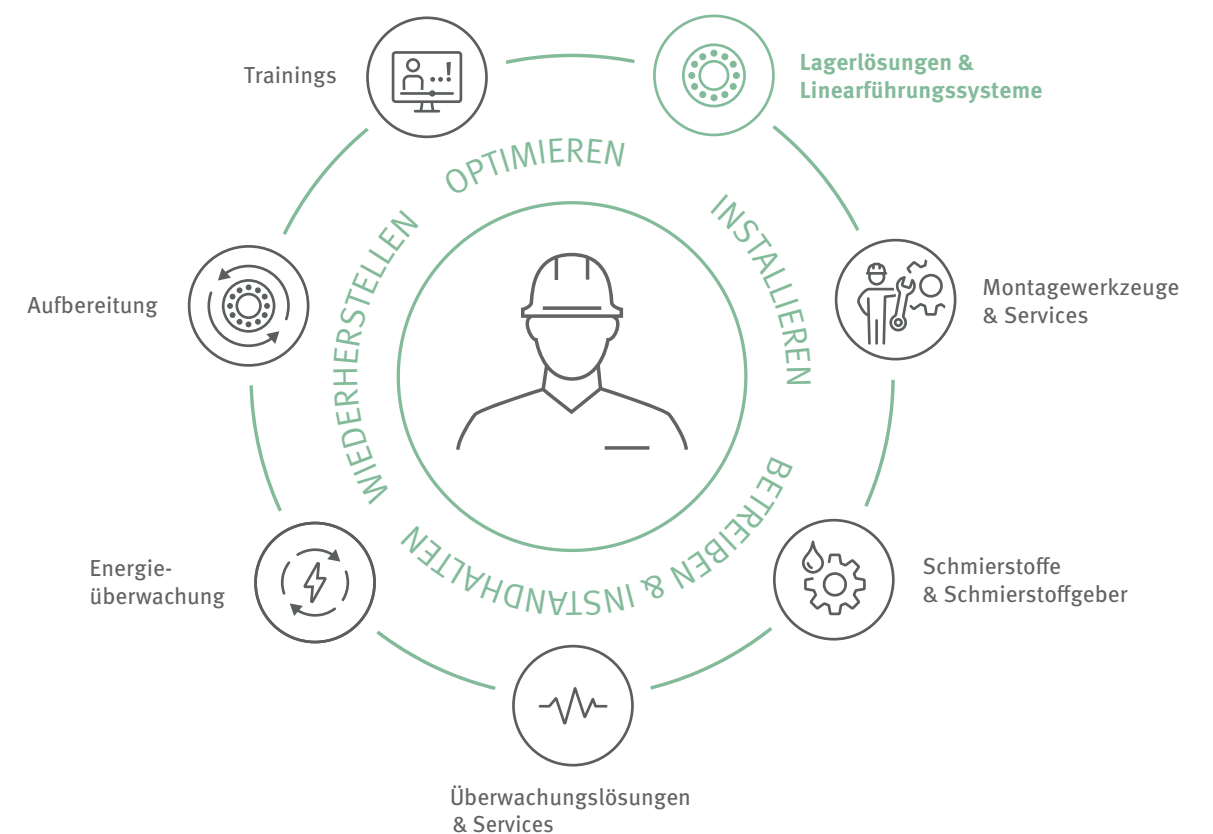 Trainings
Lagerlösungen &
Linearführungssysteme
OPTIMIEREN
INSTALLIEREN
WIEDERHERSTELLEN
Aufbereitung
Montagewerkzeuge
& Services
BETREIBEN & INSTANDHALTEN
Energie-
überwachung
Schmierstoffe
& Schmierstoffgeber
Überwachungslösungen
& Services